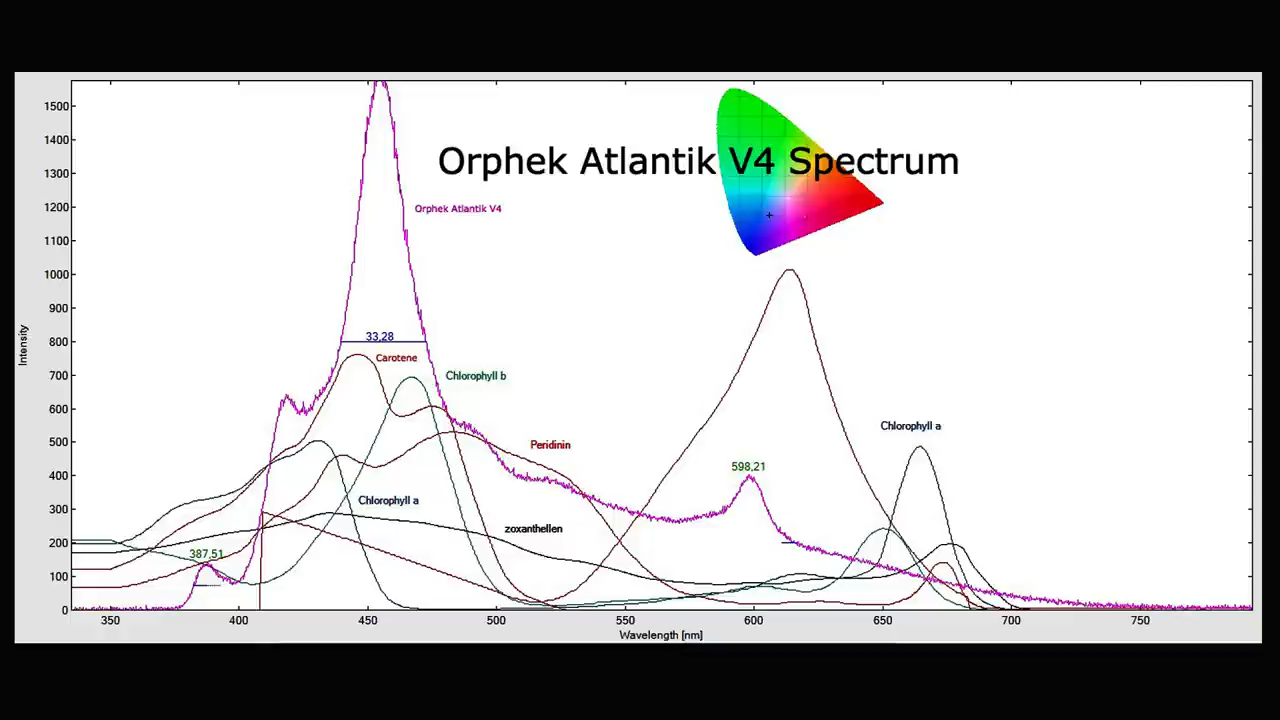 Orphek Atlantik V4 Spectrum
1500
1400
1300
1200
1100
1000
900
800
700
600
500
400
300
200
100
0
Intensity
Orphek Atlantik V4
33,28
Carotene
Chlorophyll b
Peridinin
Chlorophyll a
598,21
Chlorophyll a
zoxanthellen
387,51
350
400
450
500
550
600
650
700
750
Wavelength [nm]